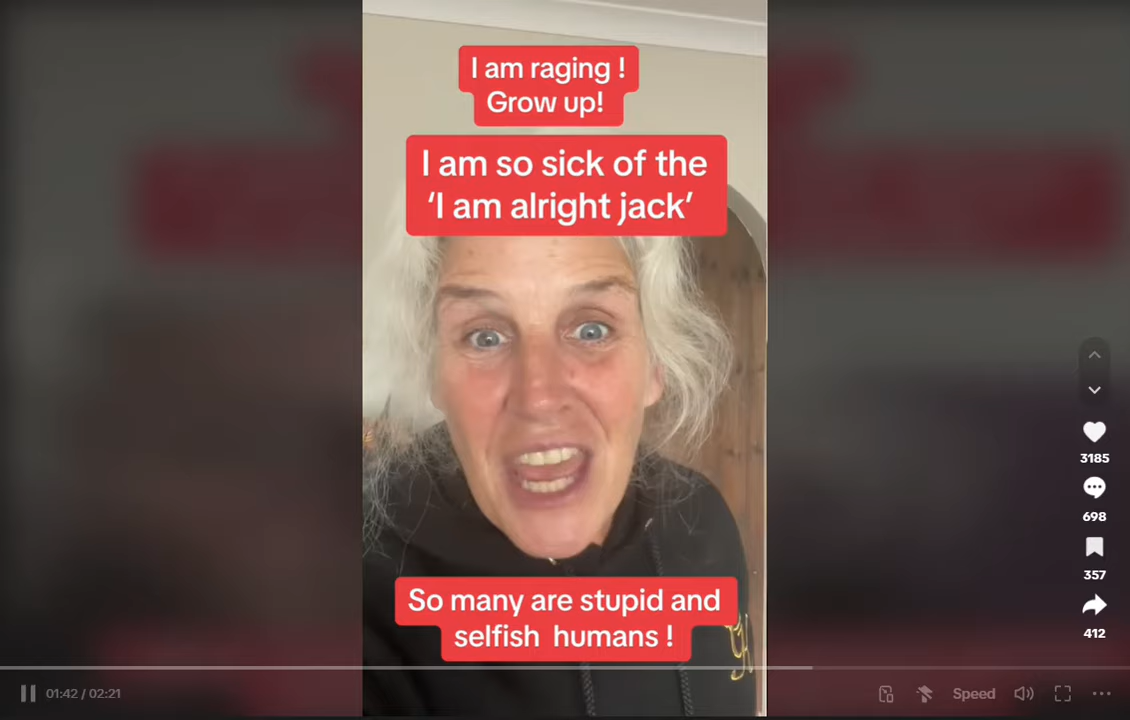 I am raging !
Grow up!
I am so sick of the
‘I am alright jack’
So many are stupid and
selfish humans !
3185
698
357
412
01:42 / 02:21
Speed